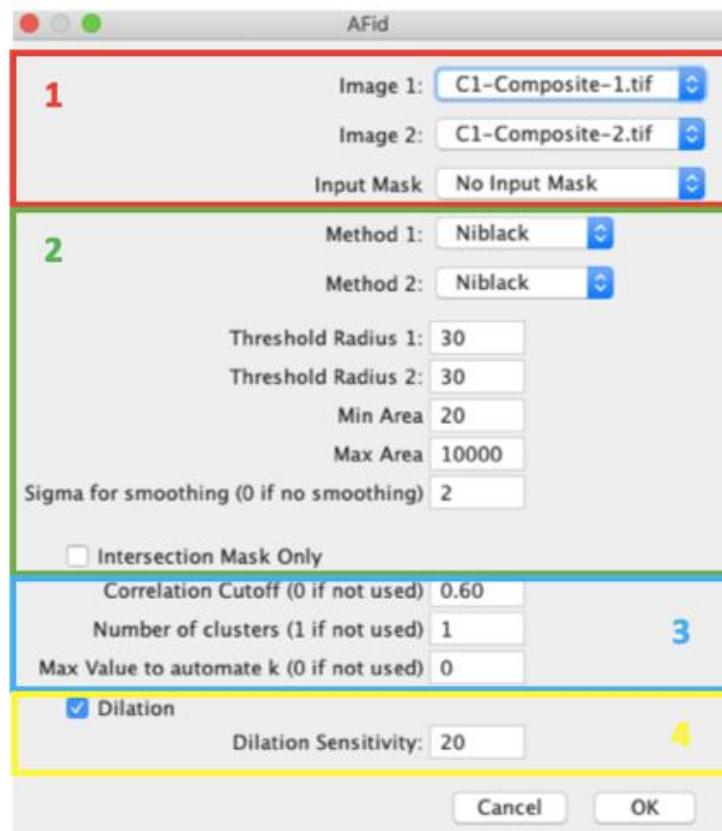 AFid
1
Image 1: C1-Composite-1.tif
Image 2: C1-Composite-2.tif
Input Mask No Input Mask
2
Method 1: Niblack
Method 2: Niblack
Threshold Radius 1: 30
Threshold Radius 2: 30
Min Area 20
Max Area 10000
Sigma for smoothing (0 if no smoothing) 2
Intersection Mask Only
Correlation Cutoff (0 if not used) 0.60
Number of clusters (1 if not used) 1
3
Max Value to automate k (0 if not used) 0
Dilation
4
Dilation Sensitivity: 20
Cancel OK